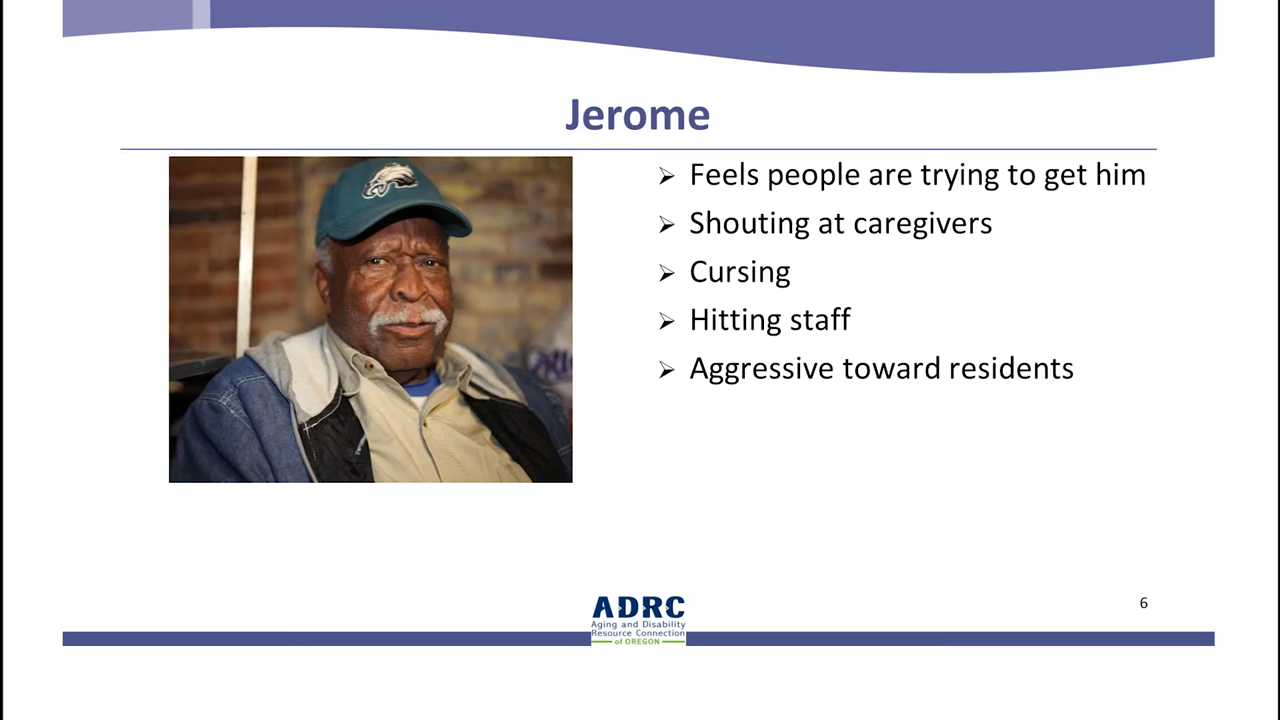 Jerome
➢ Feels people are trying to get him
➢ Shouting at caregivers
➢ Cursing
➢ Hitting staff
➢ Aggressive toward residents
ADRC
Aging and Disability
Resource Connection
of OREGON
6